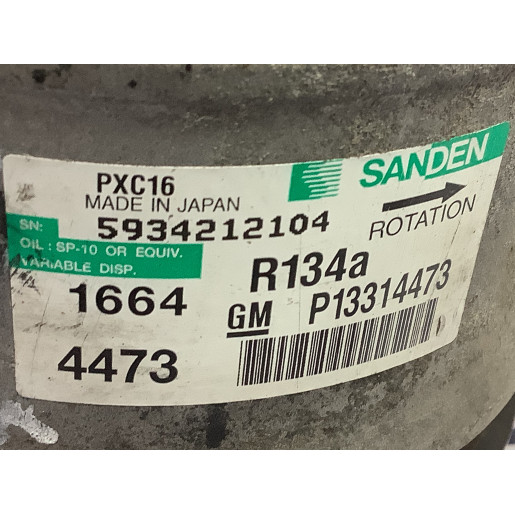 PXC16
MADE IN JAPAN
SANDEN
SN: 5934212104
ROTATION
OIL: SP-10 OR EQUIV.
VARIABLE DISP.
R134a
1664
GM P13314473
4473